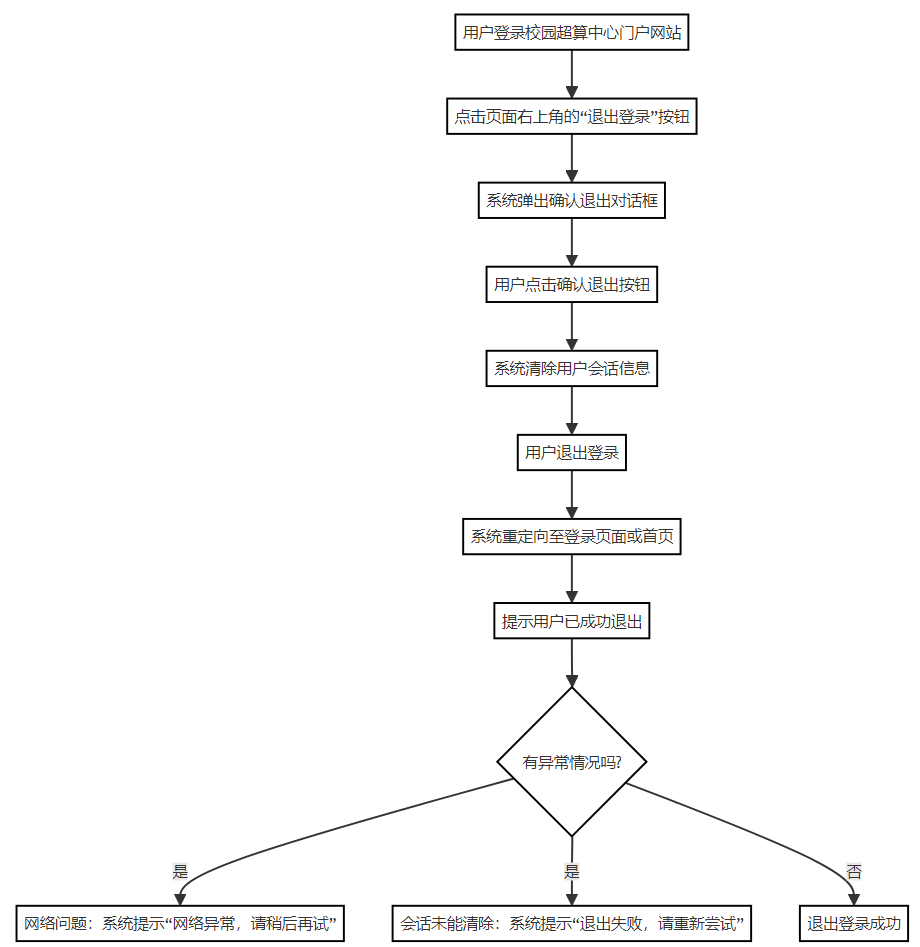 用户登录校园超算中心门户网站
点击页面右上角的“退出登录”按钮
系统弹出确认退出对话框
用户点击确认退出按钮
系统清除用户会话信息
用户退出登录
系统重定向至登录页面或首页
提示用户已成功退出
有异常情况吗?
是
是
否
网络问题：系统提示“网络异常，请稍后再试”
会话未能清除：系统提示“退出失败，请重新尝试”
退出登录成功